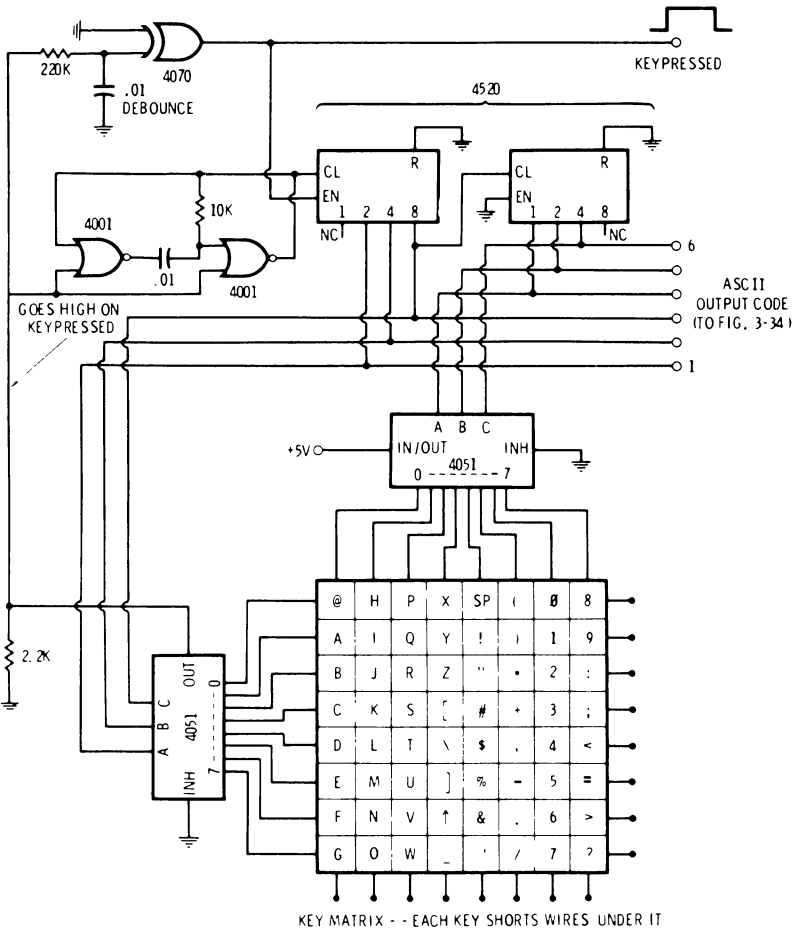 220K
.01
DEBOUNCE
4070
KEYPRESSED
4520
R
CL
EN
1 2 4 8
NC
R
CL
EN
1 2 4 8
NC
10K
4001
.01
4001
GOES HIGH ON
KEYPRESSED
6
ASCII
OUTPUT CODE
(TO FIG. 3-34)
1
A B C
+5V
IN/OUT
INH
4051
0 - - - - - - - 7
2.2K
OUT
C B A
4051
0 - - - - - - - 7
INH
@ H P X SP ( Ø 8
A I Q Y ! ) 1 9
B J R Z " • 2 :
C K S [ # + 3 ;
D L T \ $ , 4 <
E M U ] % - 5 =
F N V ↑ & . 6 >
G O W _ ' / 7 ?
KEY MATRIX - - EACH KEY SHORTS WIRES UNDER IT